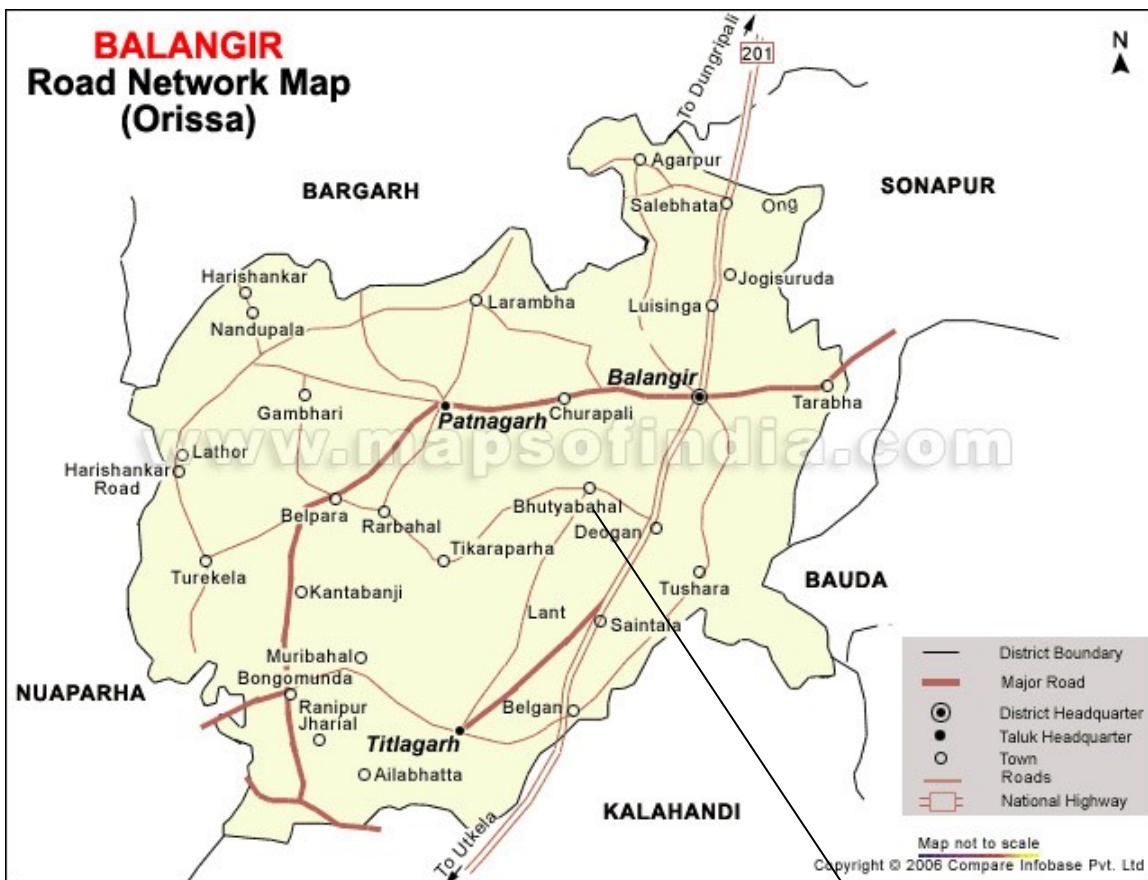 BALANGIR
Road Network Map
(Orissa)
To Dungripali
201
N
BARGARH
SONAPUR
Agarpur
Salebhata
Ong
Harishankar
Jogisuruda
Nandupala
Larambha
Luisinga
Balangir
Gambhari
Patnagarh
Churapali
Tarabha
www.mapsofindia.com
Lathor
Harishankar
Road
Belpara
Rarbahal
Bhutyabahal
Deogan
Tikaraparha
Turekela
Kantabanji
Tushara
BAUDA
Lant
Saintala
Muribahal
NUAPARHA
Bongomunda
Ranipur
Jharial
Belgan
Titlagarh
Ailabhatta
KALAHANDI
To Utkela
District Boundary
Major Road
District Headquarter
Taluk Headquarter
Town
Roads
National Highway
Map not to scale
Copyright © 2006 Compare Infobase Pvt. Ltd